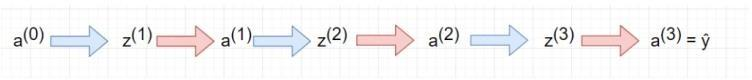 a(0) z(1) a(1) z(2) a(2) z(3) a(3) = ŷ